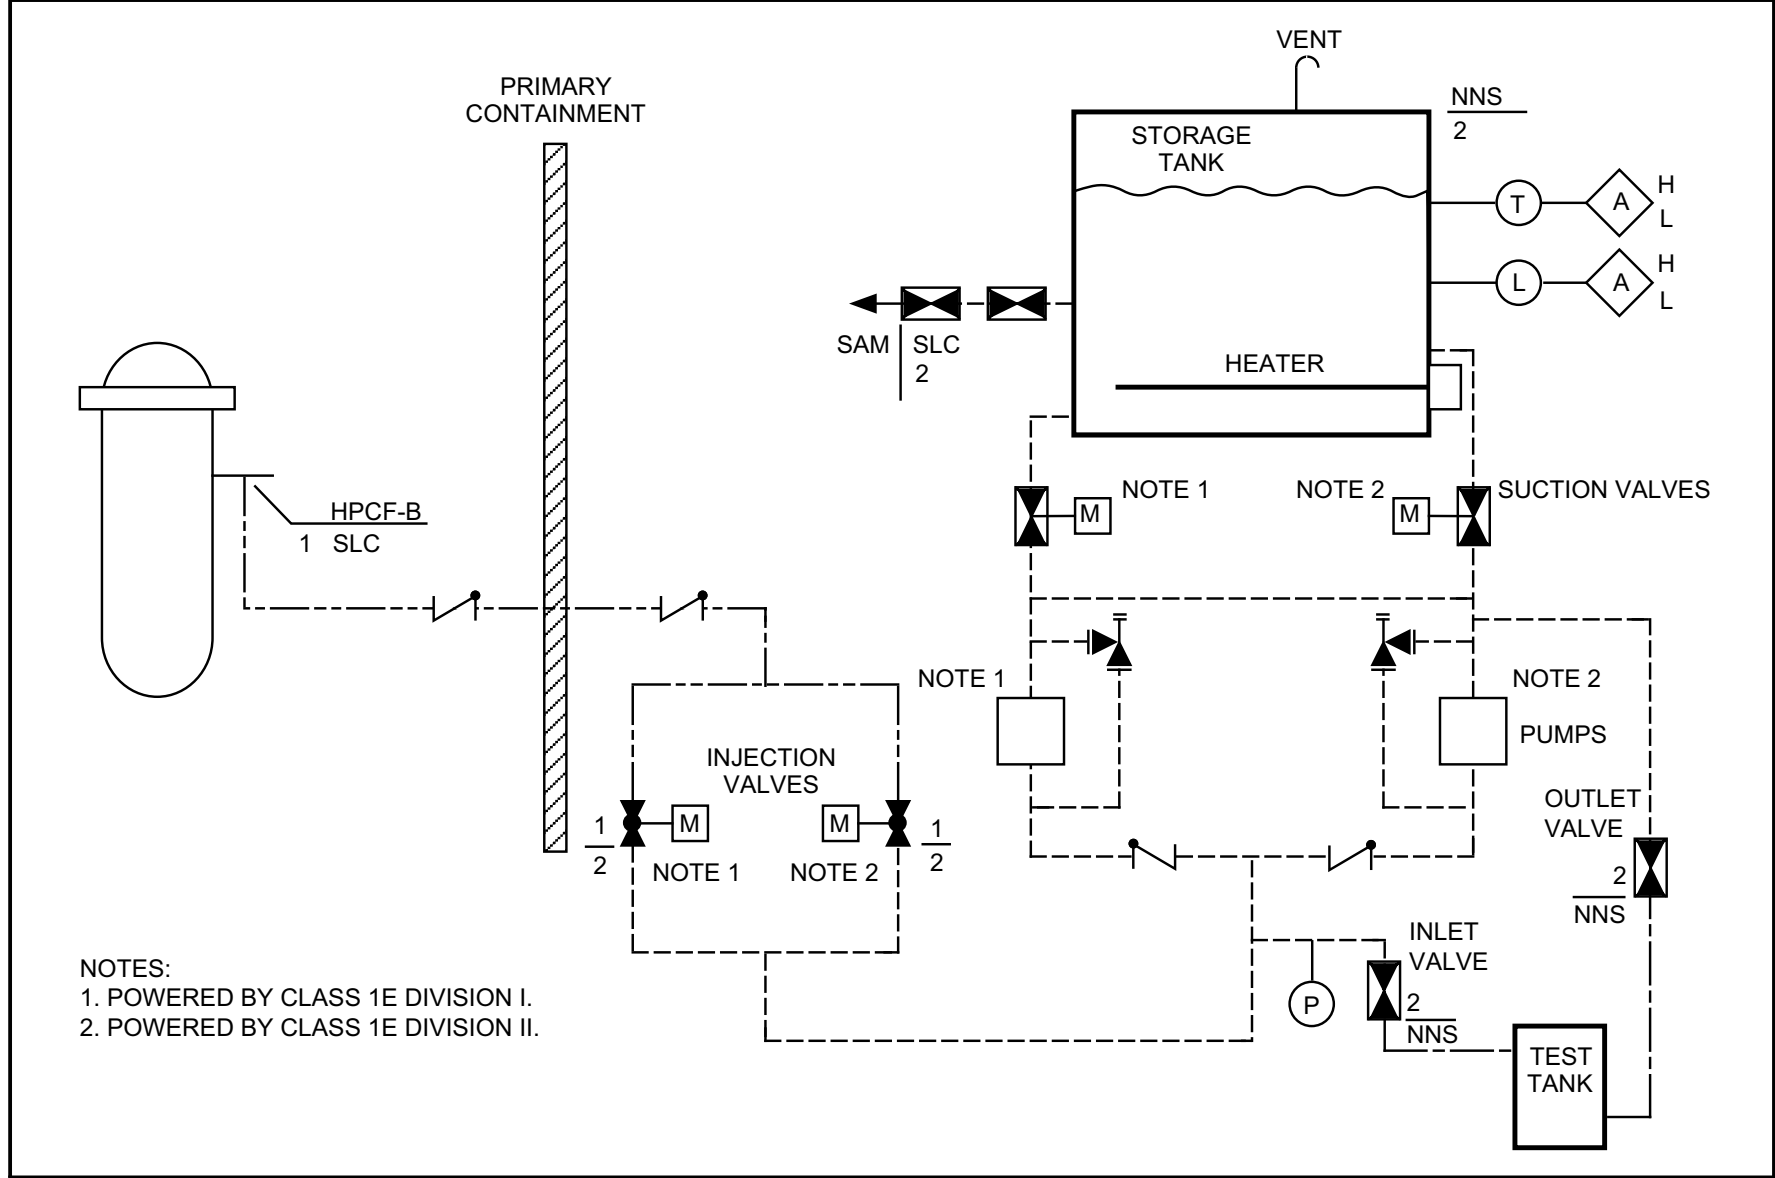 VENT
PRIMARY
CONTAINMENT
NNS
2
STORAGE
TANK
T
A
H
L
L
A
H
L
SAM
SLC
2
HEATER
HPCF-B
1 SLC
M
NOTE 1
NOTE 2
M
SUCTION VALVES
NOTE 1
NOTE 2
PUMPS
INJECTION
VALVES
1
2
M
M
1
2
NOTE 1
NOTE 2
OUTLET
VALVE
2
NNS
INLET
VALVE
2
NNS
P
TEST
TANK
NOTES:
1. POWERED BY CLASS 1E DIVISION I.
2. POWERED BY CLASS 1E DIVISION II.